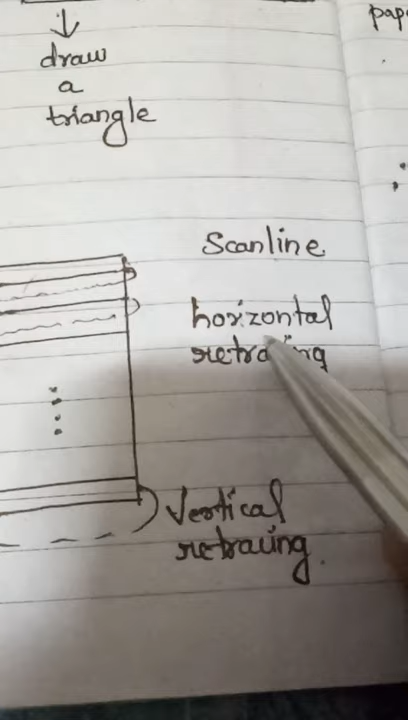 draw
a
triangle
Scanline
horizontal
retracing
Vertical
retracing.